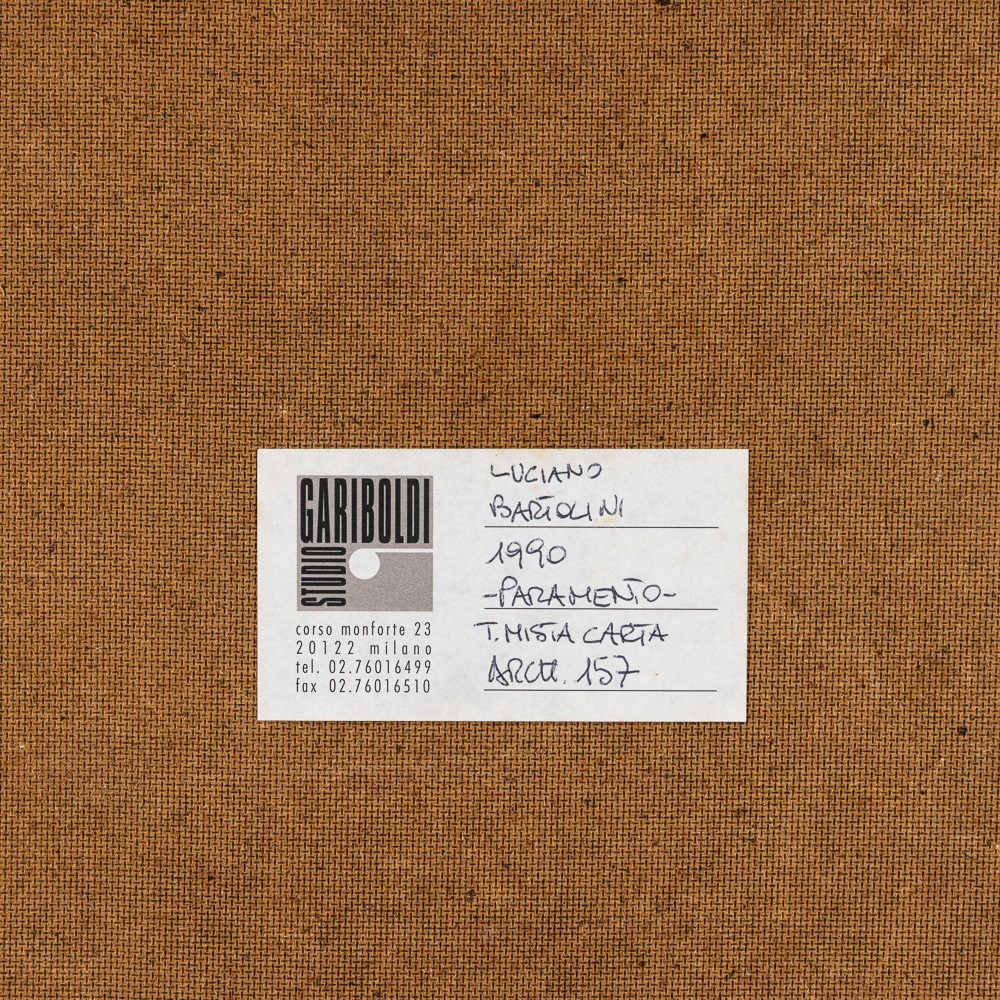 GARIBOLDI
STUDIO
corso monforte 23
20122 milano
tel. 02.76016499
fax 02.76016510
LUCIANO
BARTOLINI
1990
-PARAMENTO-
T. MISTA CARTA
ARCH. 157